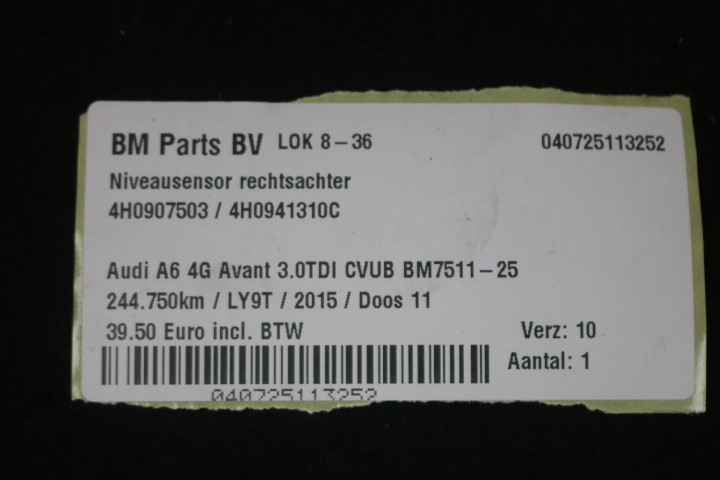 BM Parts BV LOK 8-36 040725113252
Niveausensor rechtsachter
4H0907503 / 4H0941310C
Audi A6 4G Avant 3.0TDI CVUB BM7511-25
244.750km / LY9T / 2015 / Doos 11
39.50 Euro incl. BTW Verz: 10
Aantal: 1
040725113252